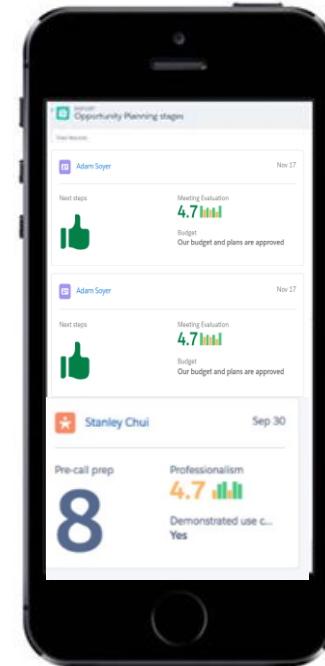 REPORT
Opportunity Planning stages
Adam Soyer Nov 17
Next steps
Meeting Evaluation
4.7
Budget
Our budget and plans are approved
Adam Soyer Nov 17
Next steps
Meeting Evaluation
4.7
Budget
Our budget and plans are approved
Stanley Chui Sep 30
Pre-call prep
8
Professionalism
4.7
Demonstrated use c...
Yes